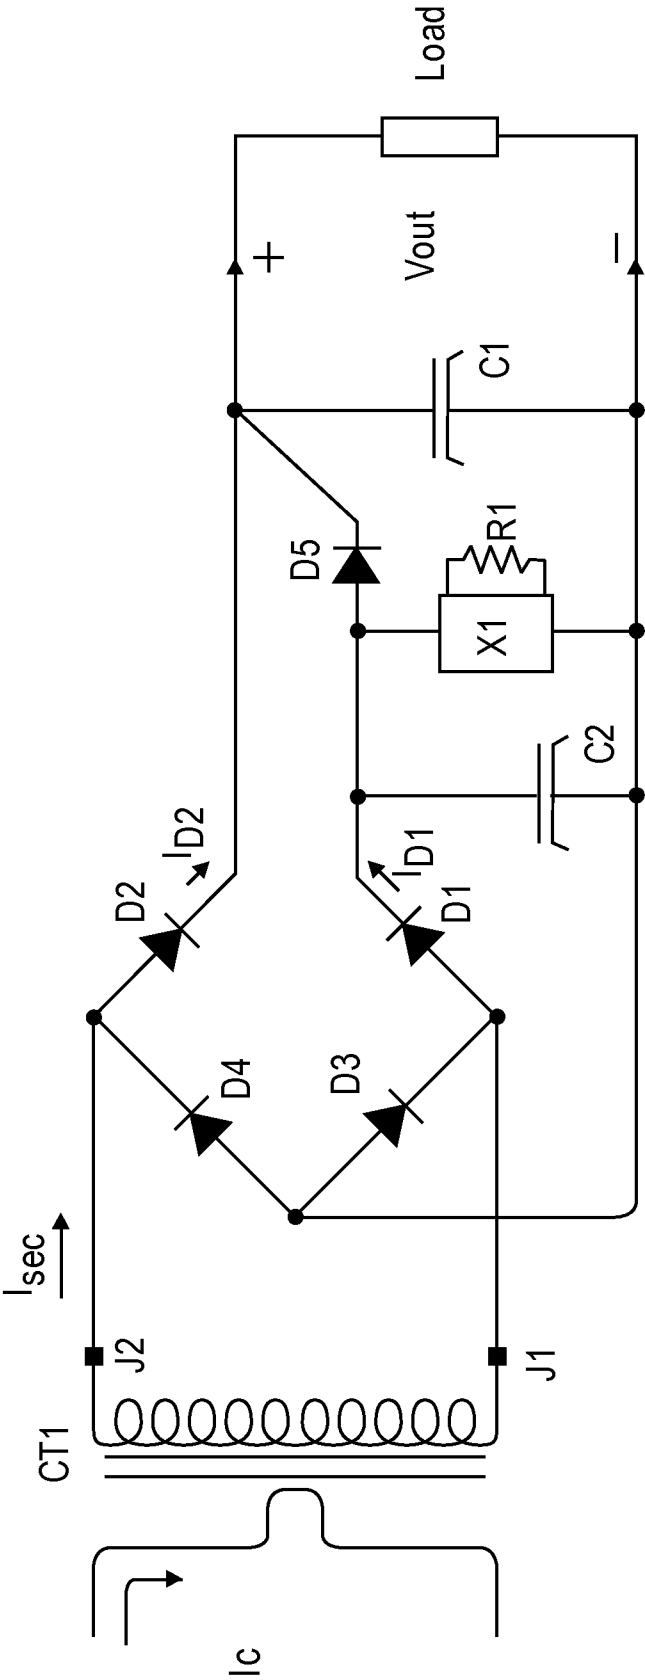 Ic
CT1
Isec
J2
J1
D4
D3
D2
ID2
D1
ID1
C2
D5
X1
R1
C1
+
Vout
−
Load